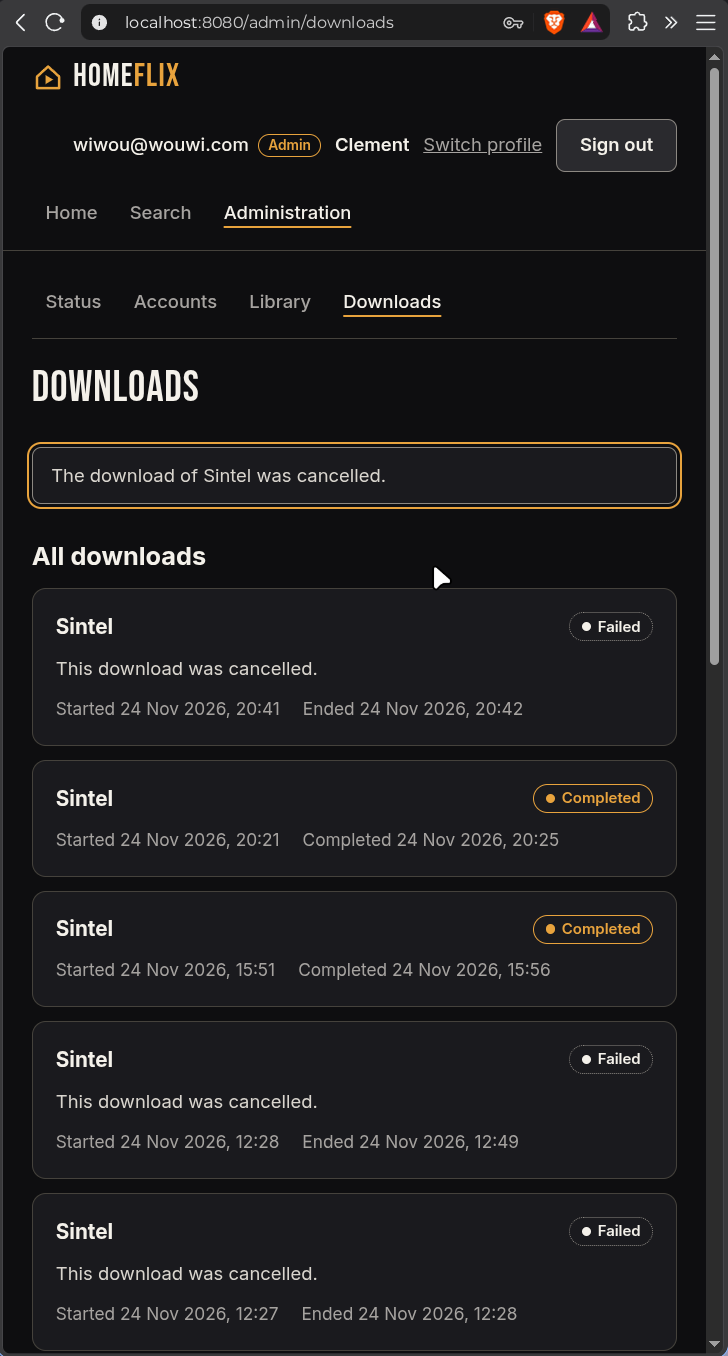 localhost:8080/admin/downloads
HOMEFLIX
wiwou@wouwi.com Admin Clement Switch profile Sign out
Home Search Administration
Status Accounts Library Downloads
DOWNLOADS
The download of Sintel was cancelled.
All downloads
Sintel Failed
This download was cancelled.
Started 24 Nov 2026, 20:41 Ended 24 Nov 2026, 20:42
Sintel Completed
Started 24 Nov 2026, 20:21 Completed 24 Nov 2026, 20:25
Sintel Completed
Started 24 Nov 2026, 15:51 Completed 24 Nov 2026, 15:56
Sintel Failed
This download was cancelled.
Started 24 Nov 2026, 12:28 Ended 24 Nov 2026, 12:49
Sintel Failed
This download was cancelled.
Started 24 Nov 2026, 12:27 Ended 24 Nov 2026, 12:28